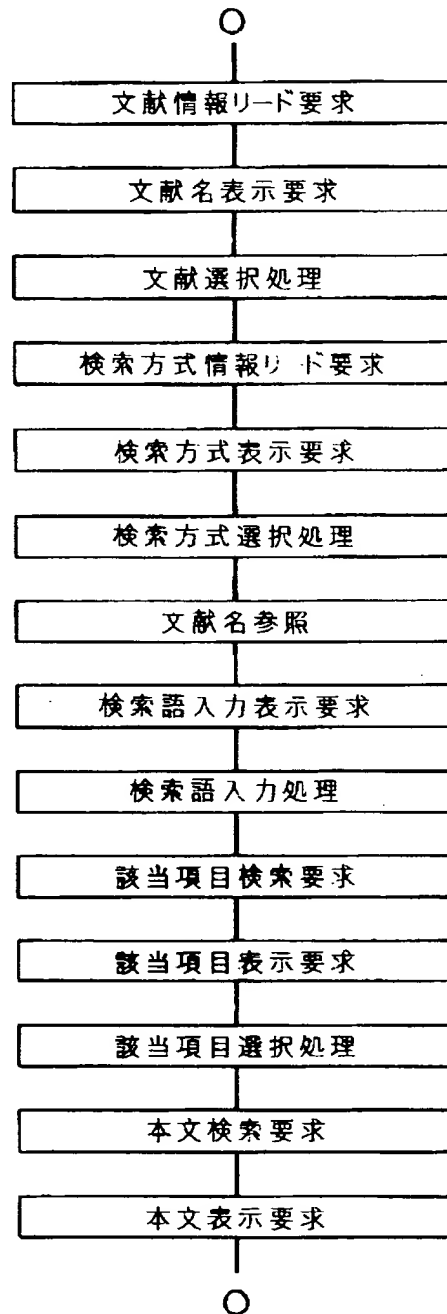 文献情報リード要求
文献名表示要求
文献選択処理
検索方式情報リード要求
検索方式表示要求
検索方式選択処理
文献名参照
検索語入力表示要求
検索語入力処理
該当項目検索要求
該当項目表示要求
該当項目選択処理
本文検索要求
本文表示要求